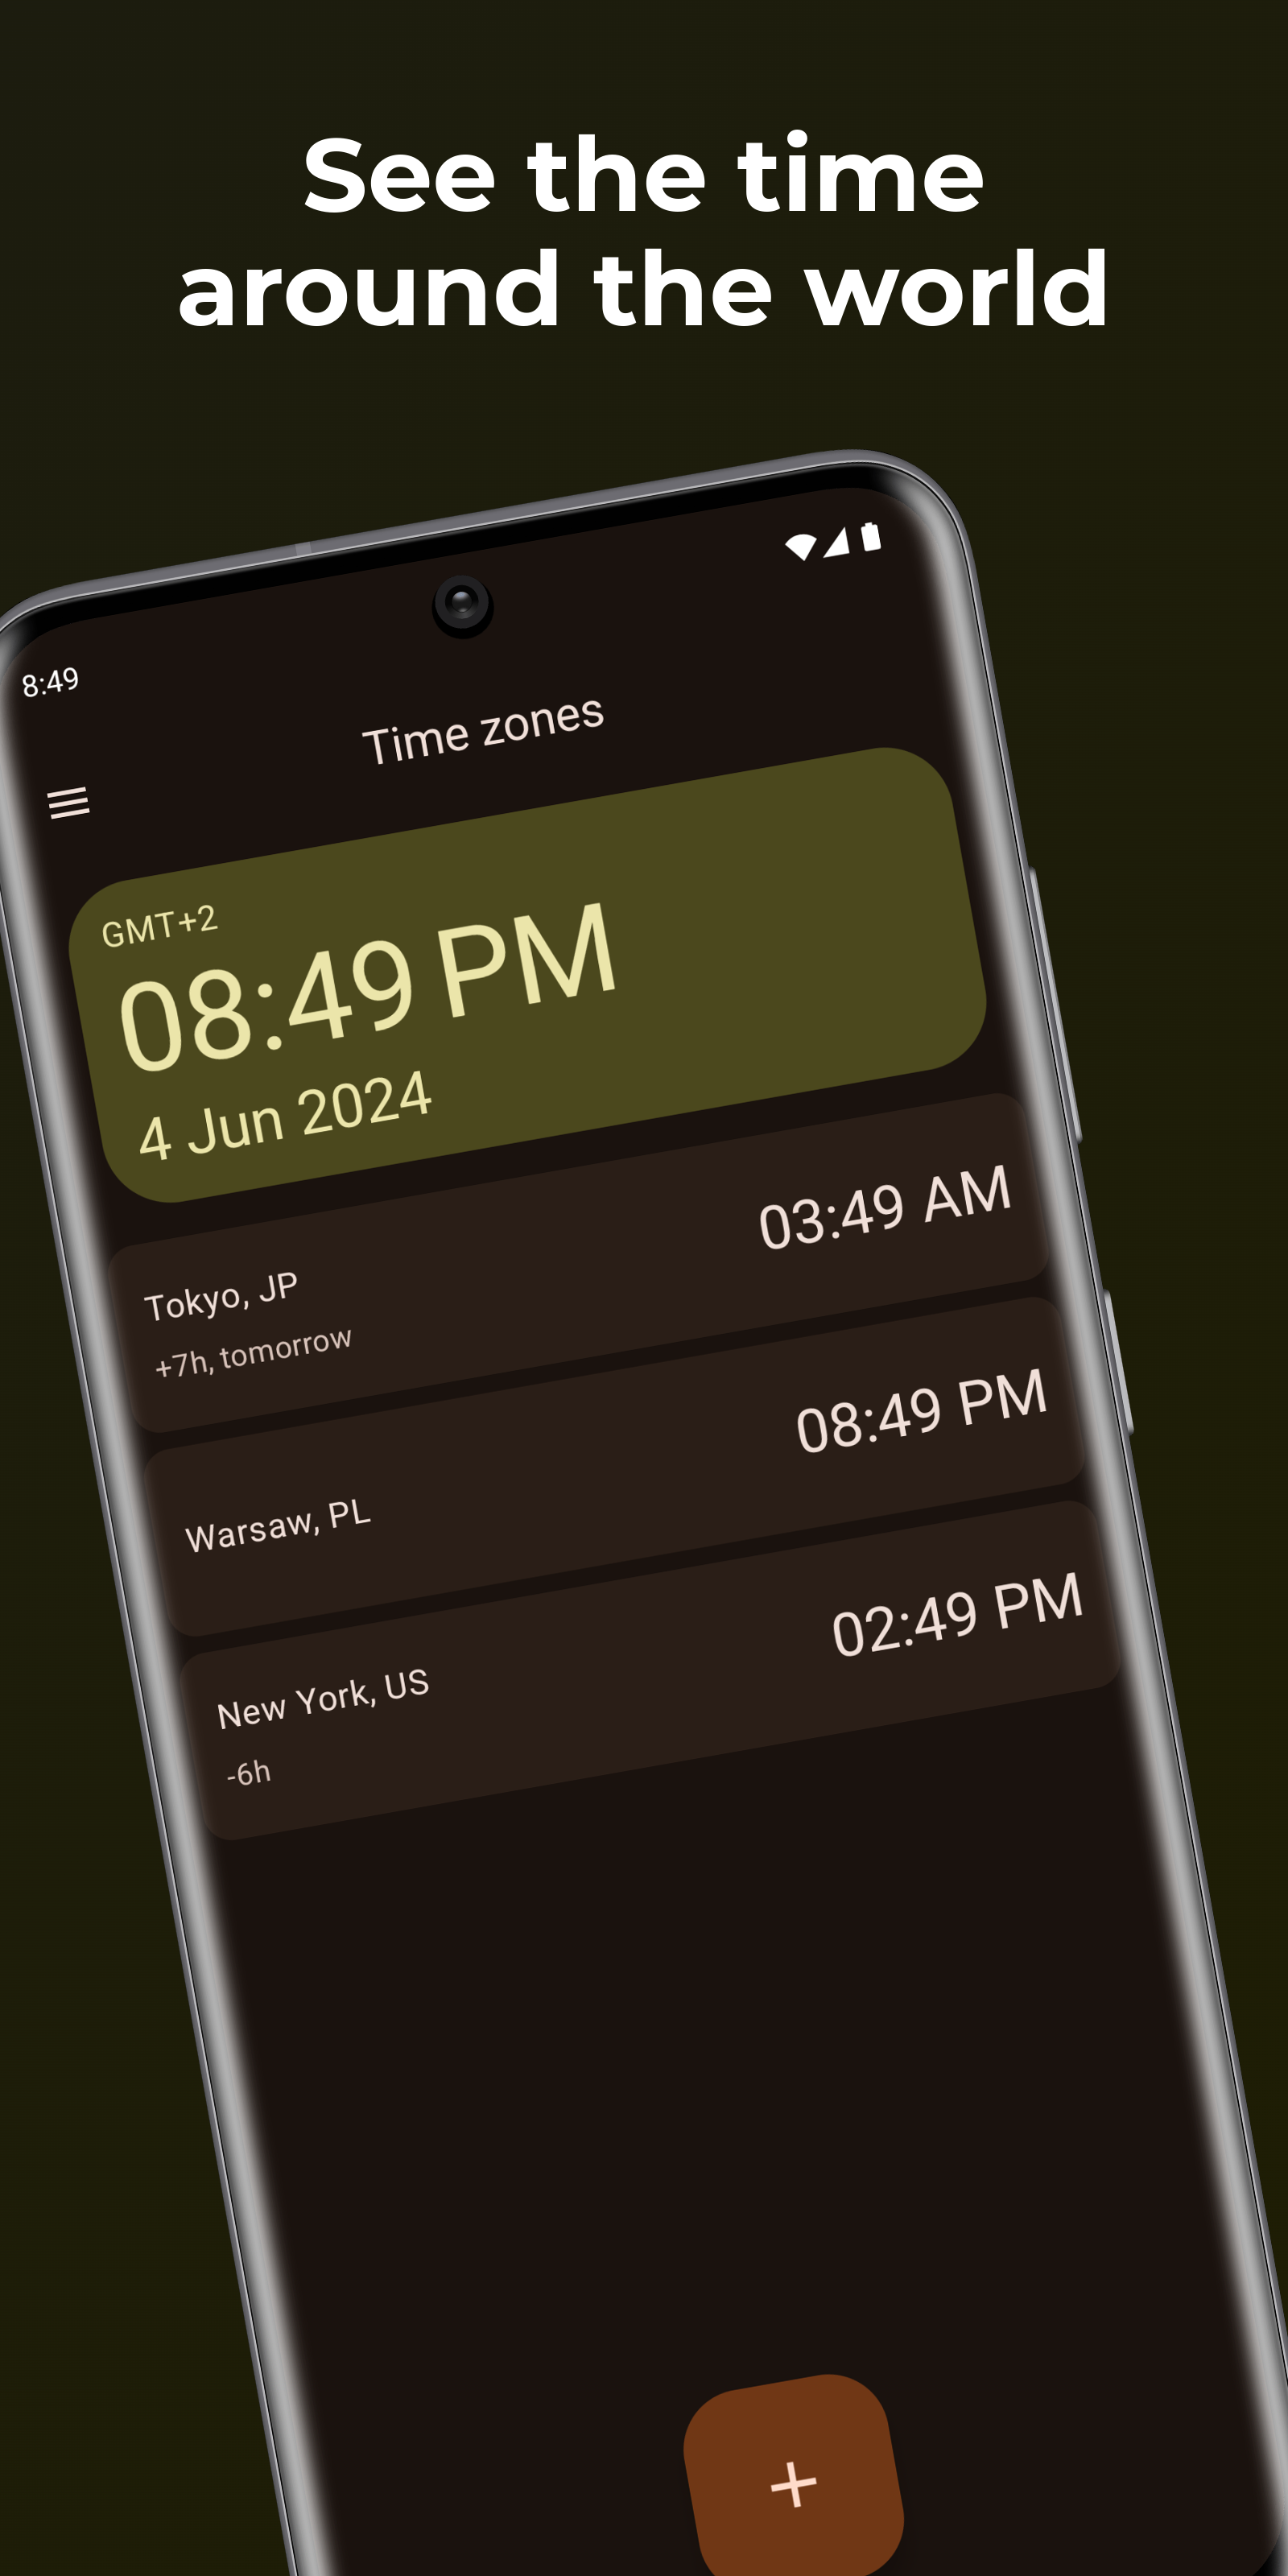 See the time
around the world
8:49
Time zones
GMT+2
08:49 PM
4 Jun 2024
Tokyo, JP
03:49 AM
+7h, tomorrow
Warsaw, PL
08:49 PM
New York, US
02:49 PM
-6h
+